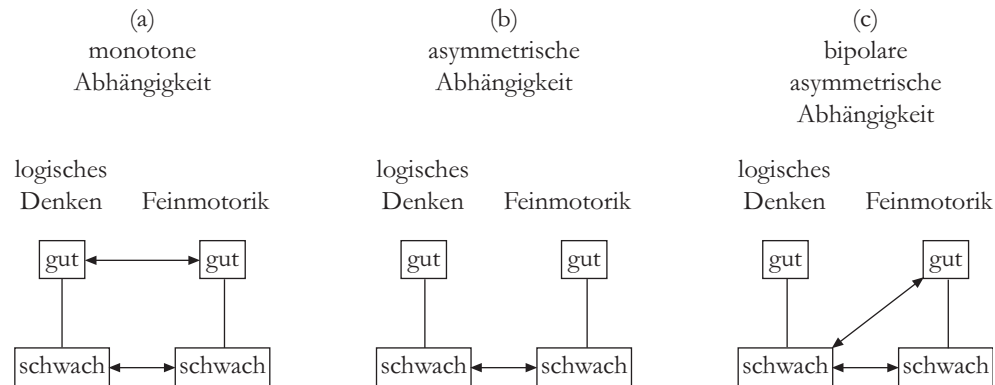 (a)
monotone
Abhängigkeit
logisches
Denken
Feinmotorik
gut
gut
schwach
schwach
(b)
asymmetrische
Abhängigkeit
logisches
Denken
Feinmotorik
gut
gut
schwach
schwach
(c)
bipolare
asymmetrische
Abhängigkeit
logisches
Denken
Feinmotorik
gut
gut
schwach
schwach